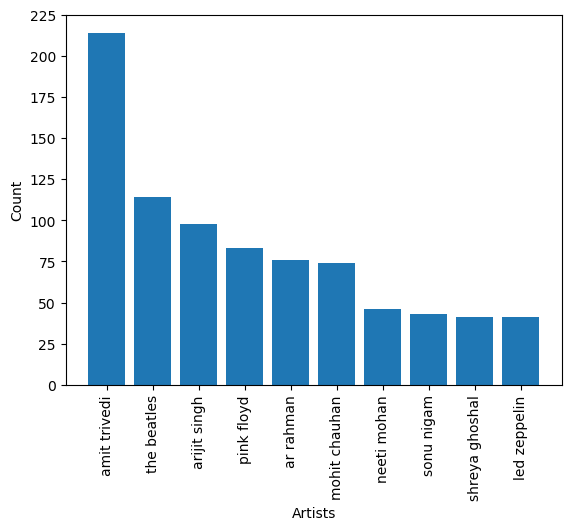 225
200
175
150
125
100
75
50
25
0
Count
amit trivedi
the beatles
arijit singh
pink floyd
ar rahman
mohit chauhan
neeti mohan
sonu nigam
shreya ghoshal
led zeppelin
Artists